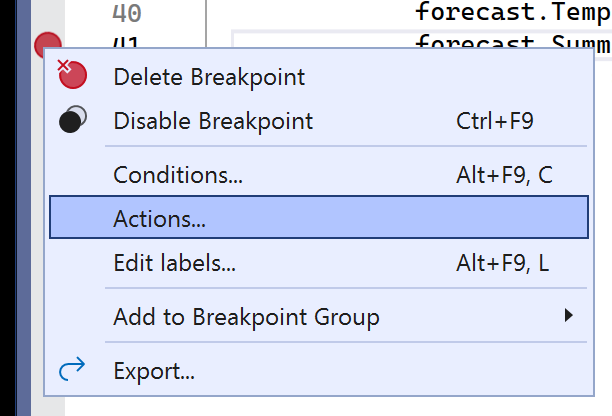 40 forecast.Temp
41 forecast.Summ
Delete Breakpoint
Disable Breakpoint Ctrl+F9
Conditions... Alt+F9, C
Actions...
Edit labels... Alt+F9, L
Add to Breakpoint Group
Export...